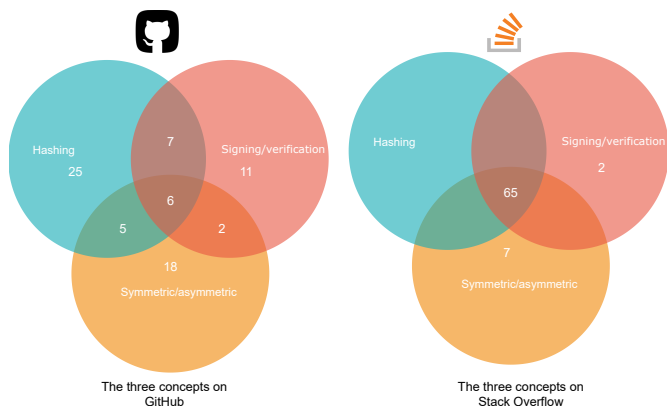 Hashing
25
7
Signing/verification
11
6
5
2
18
Symmetric/asymmetric
The three concepts on
GitHub
Hashing
Signing/verification
2
65
7
Symmetric/asymmetric
The three concepts on
Stack Overflow